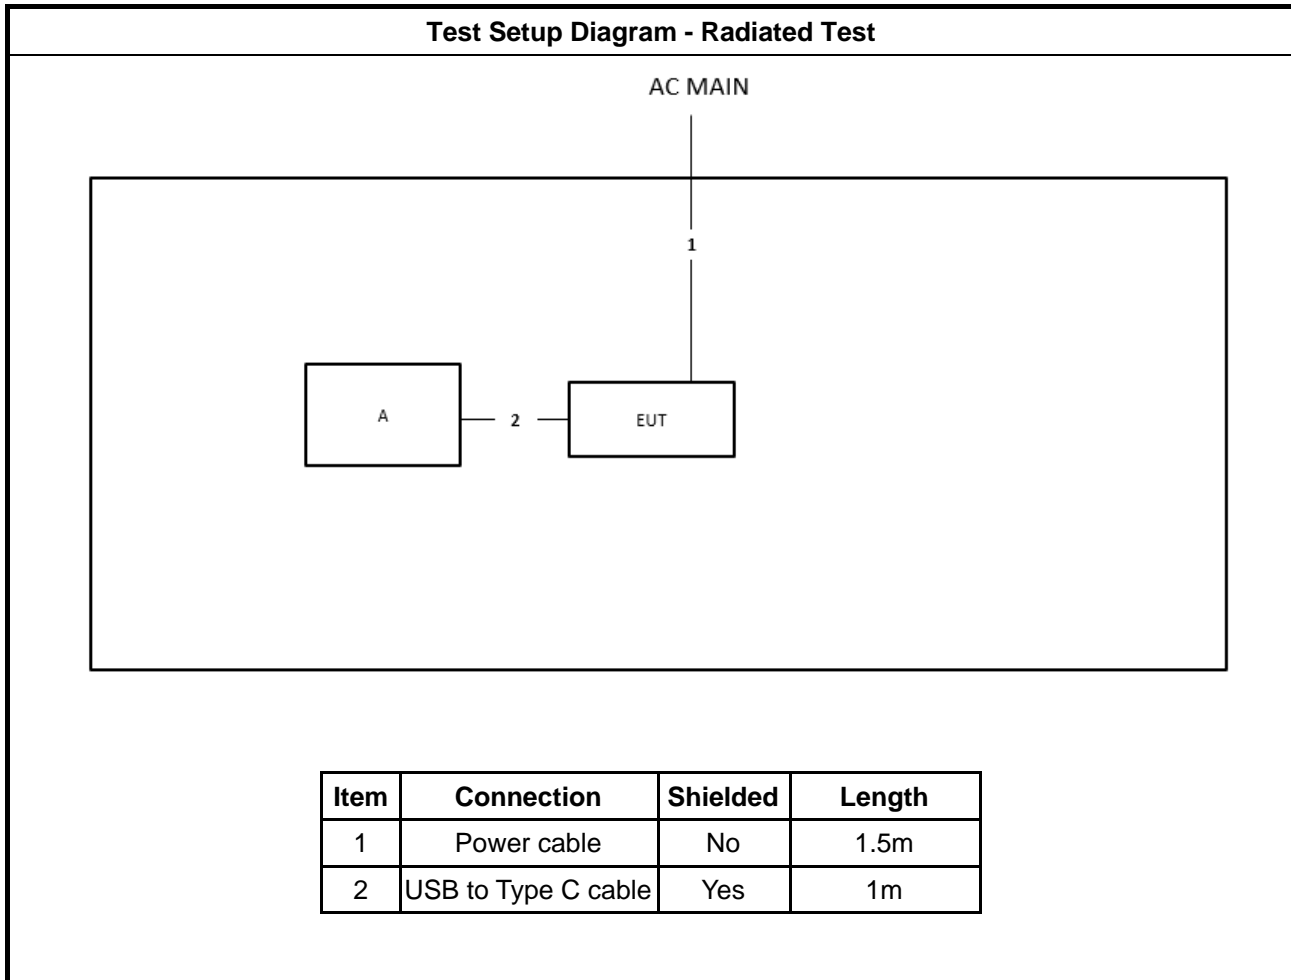 Test Setup Diagram - Radiated Test
AC MAIN
1
A
2
EUT
Item Connection Shielded Length
1 Power cable No 1.5m
2 USB to Type C cable Yes 1m